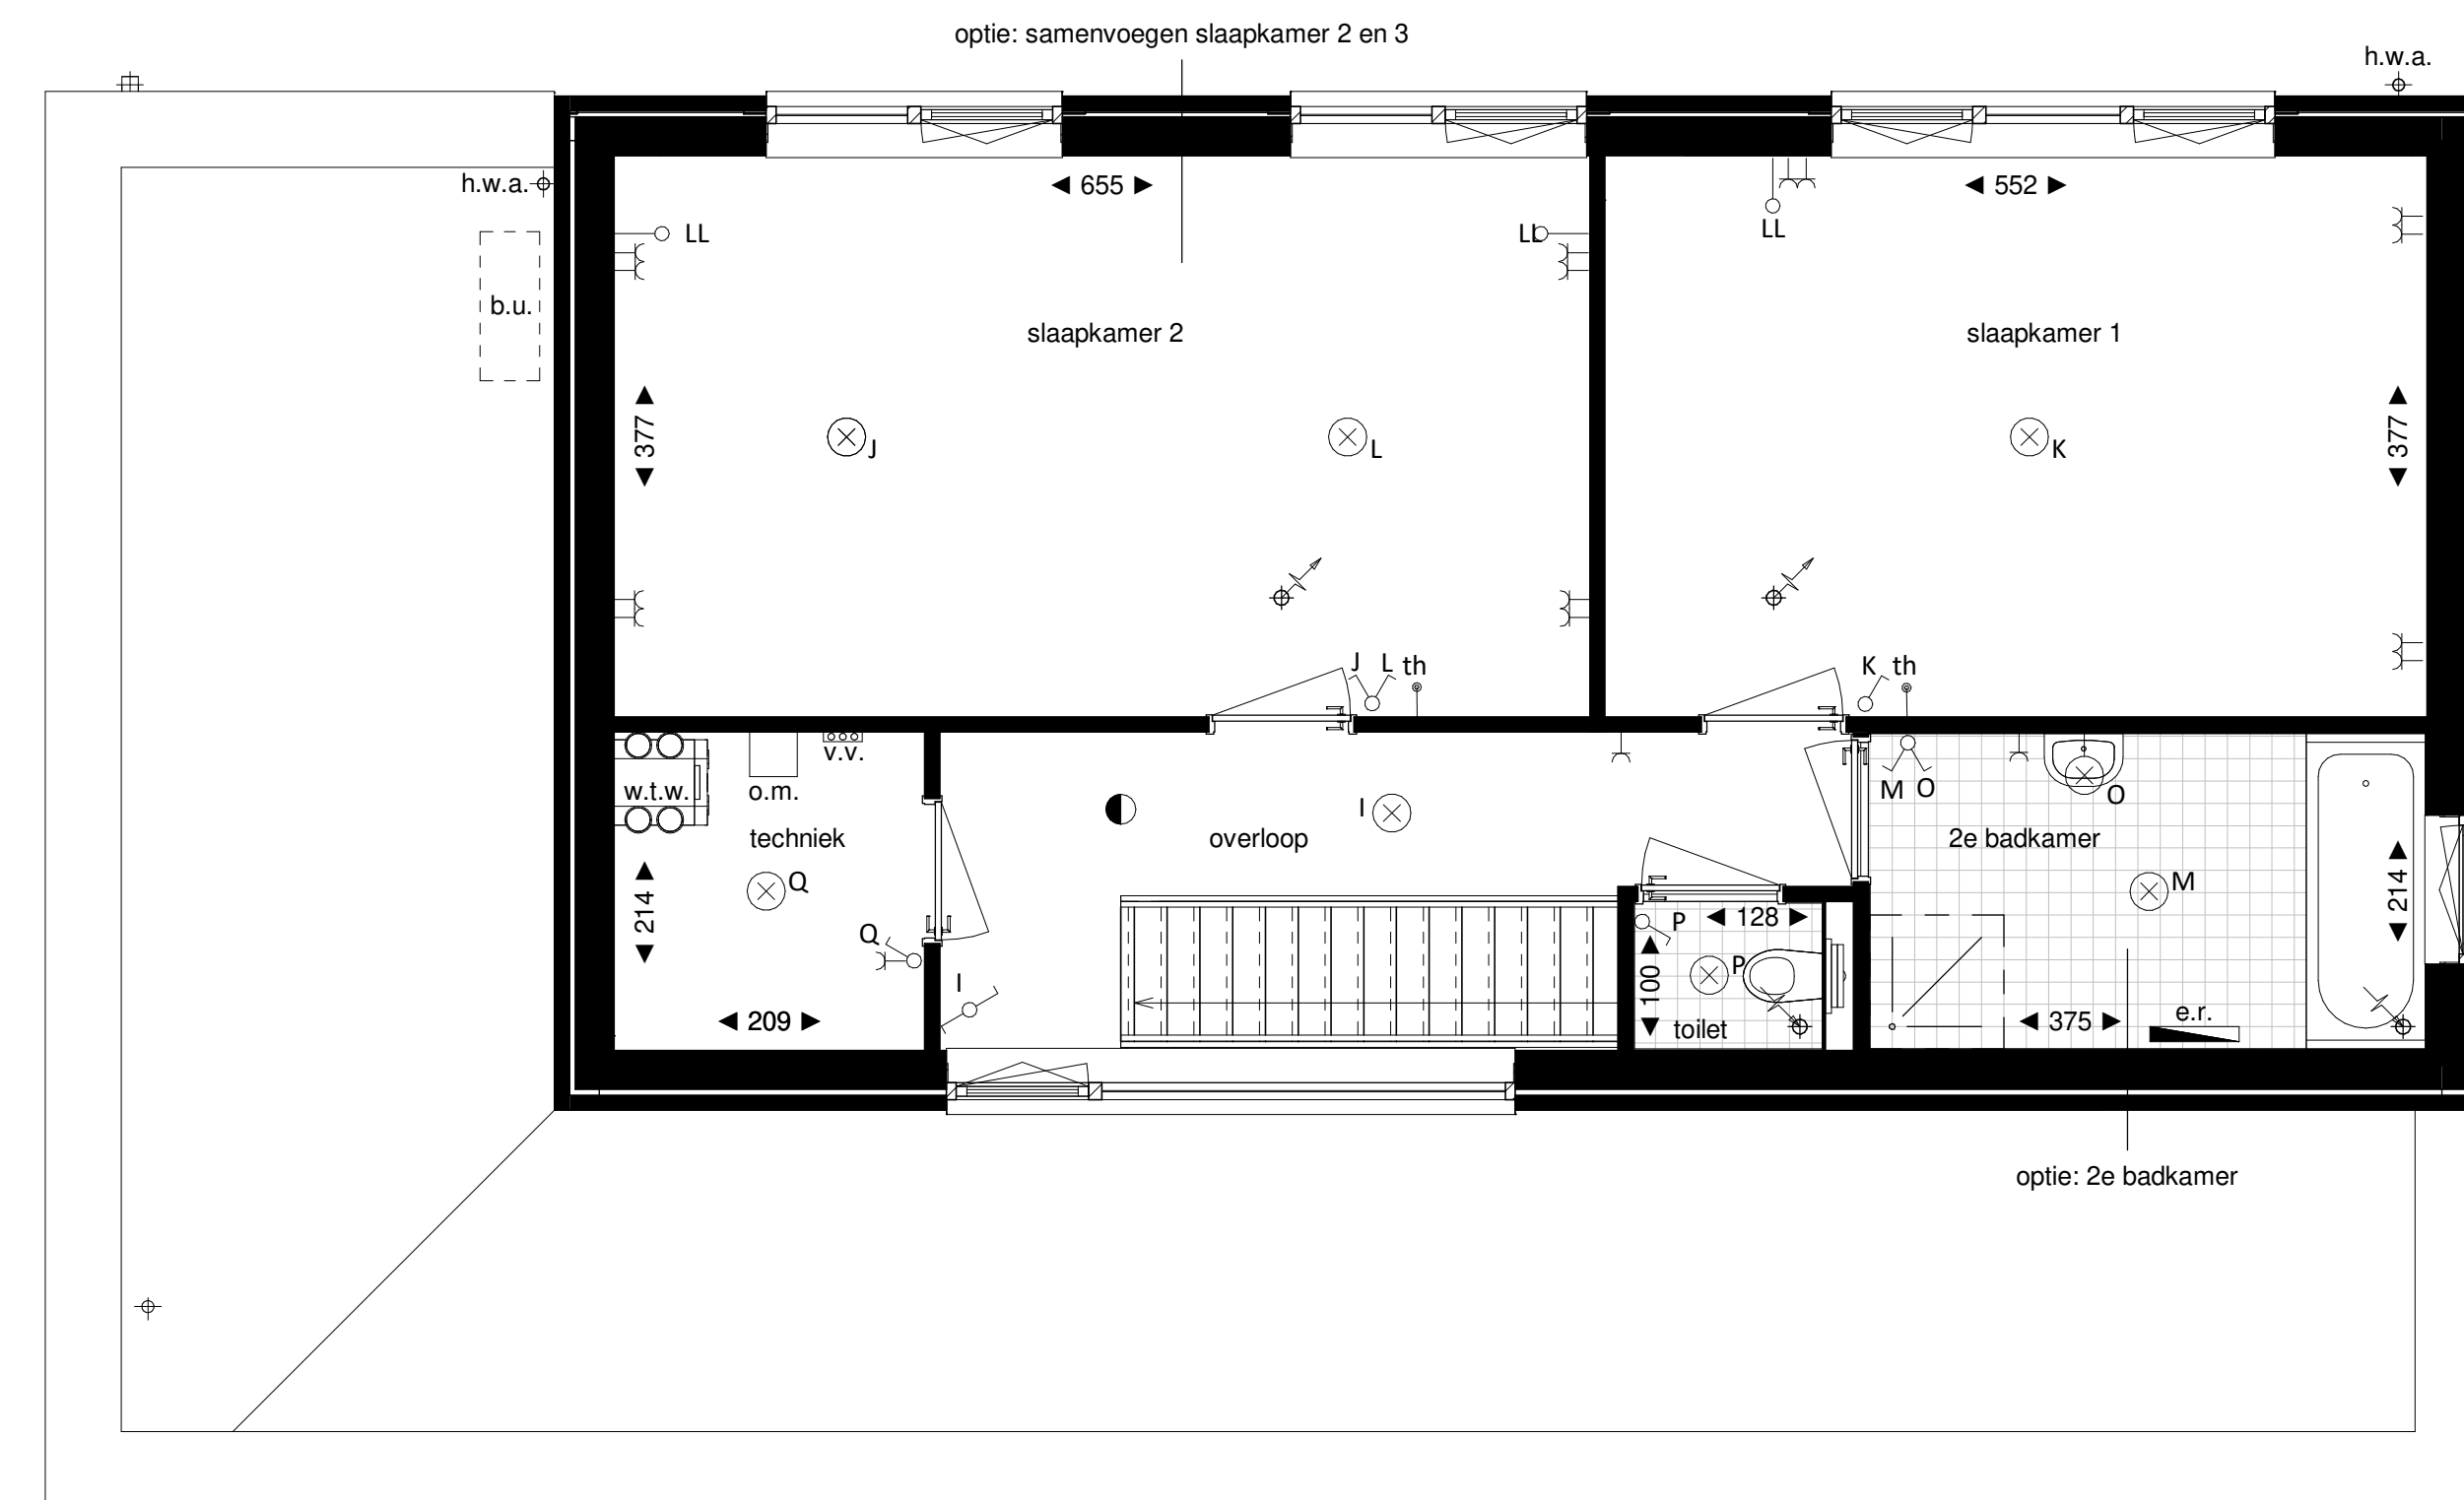 optie: samenvoegen slaapkamer 2 en 3
h.w.a.
h.w.a.
655
552
LL
LL
LL
b.u.
slaapkamer 2
slaapkamer 1
377
J
L
K
377
J L th
K th
w.t.w.
o.m.
v.v.
techniek
Q
214
Q
209
I
I
overloop
M O
O
2e badkamer
M
214
P
128
P
100
toilet
375
e.r.
optie: 2e badkamer